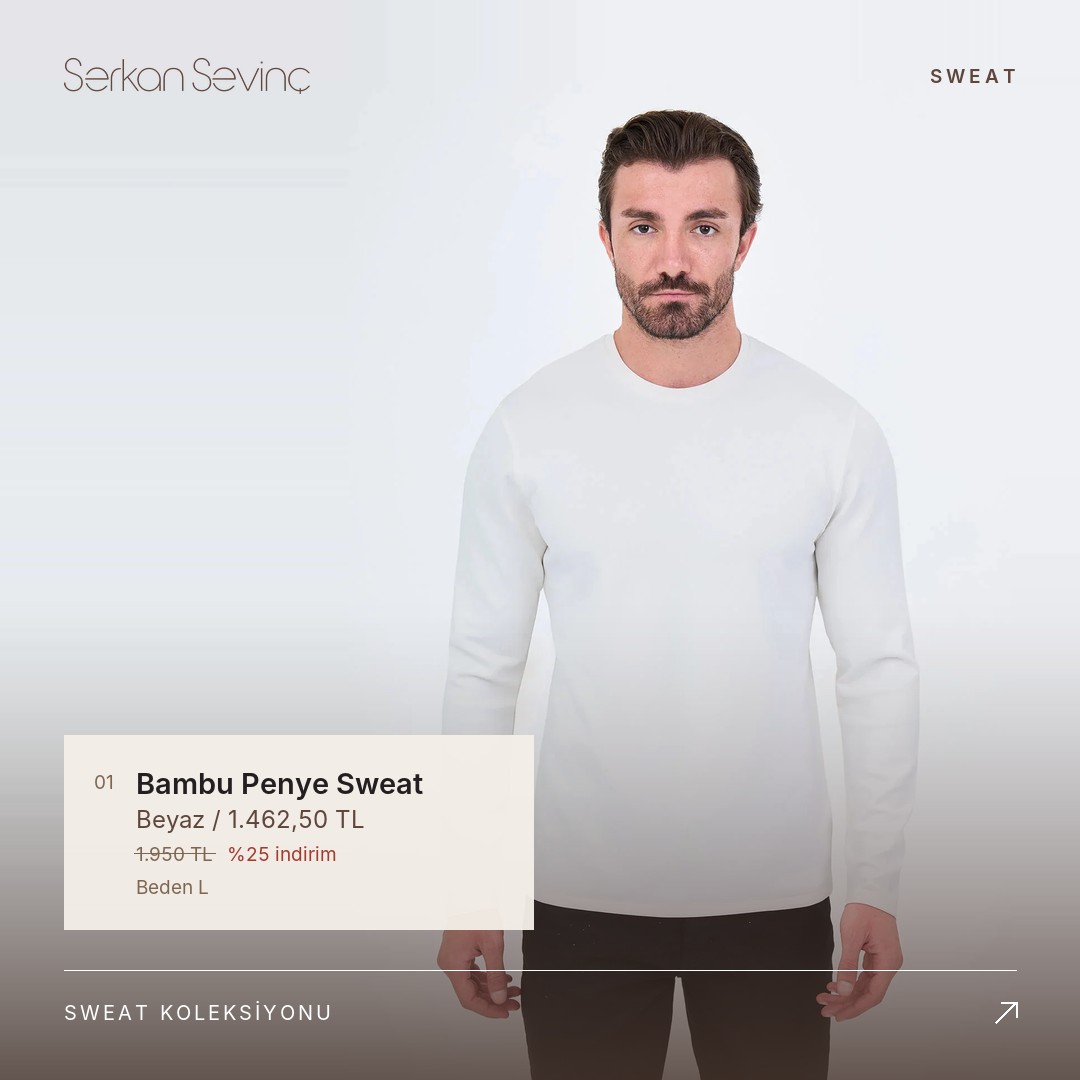 Serkan Sevinç
SWEAT
01 Bambu Penye Sweat
Beyaz / 1.462,50 TL
1.950 TL %25 indirim
Beden L
SWEAT KOLEKSİYONU